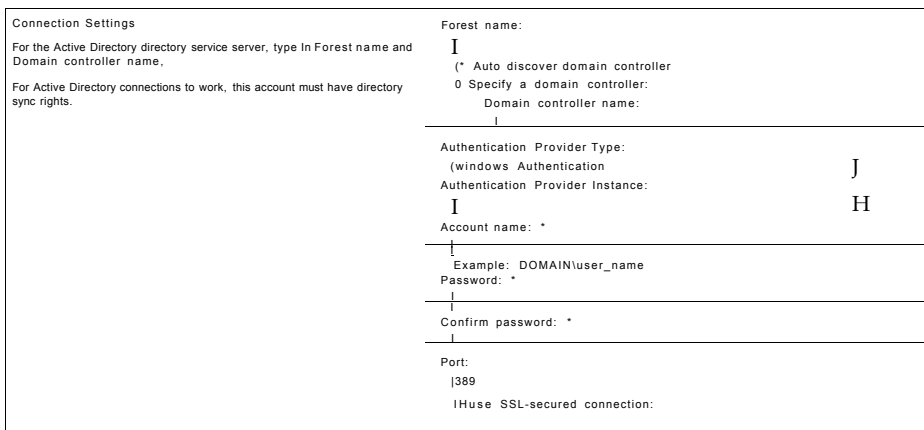 Connection Settings
For the Active Directory directory service server, type In Forest name and
Domain controller name,
For Active Directory connections to work, this account must have directory
sync rights.
Forest name:
I
(* Auto discover domain controller
0 Specify a domain controller:
Domain controller name:
I
Authentication Provider Type:
(windows Authentication J
Authentication Provider Instance:
I H
Account name: *
I
Example: DOMAIN\user_name
Password: *
I
I
Confirm password: *
I
Port:
|389
IHuse SSL-secured connection: